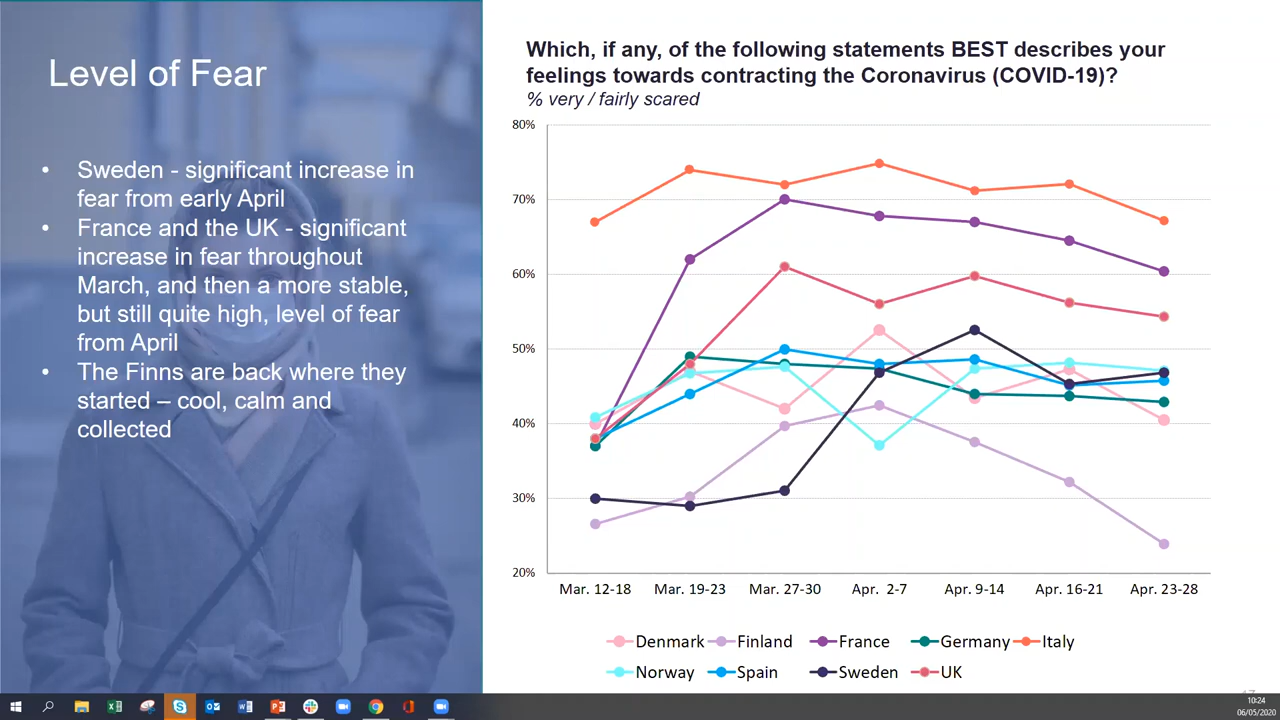 Level of Fear
• Sweden - significant increase in
fear from early April
• France and the UK - significant
increase in fear throughout
March, and then a more stable,
but still quite high, level of fear
from April
• The Finns are back where they
started – cool, calm and
collected
Which, if any, of the following statements BEST describes your
feelings towards contracting the Coronavirus (COVID-19)?
% very / fairly scared
80%
70%
60%
50%
40%
30%
20%
Mar. 12-18 Mar. 19-23 Mar. 27-30 Apr. 2-7 Apr. 9-14 Apr. 16-21 Apr. 23-28
Denmark Finland France Germany Italy
Norway Spain Sweden UK
10:24
06/05/2020